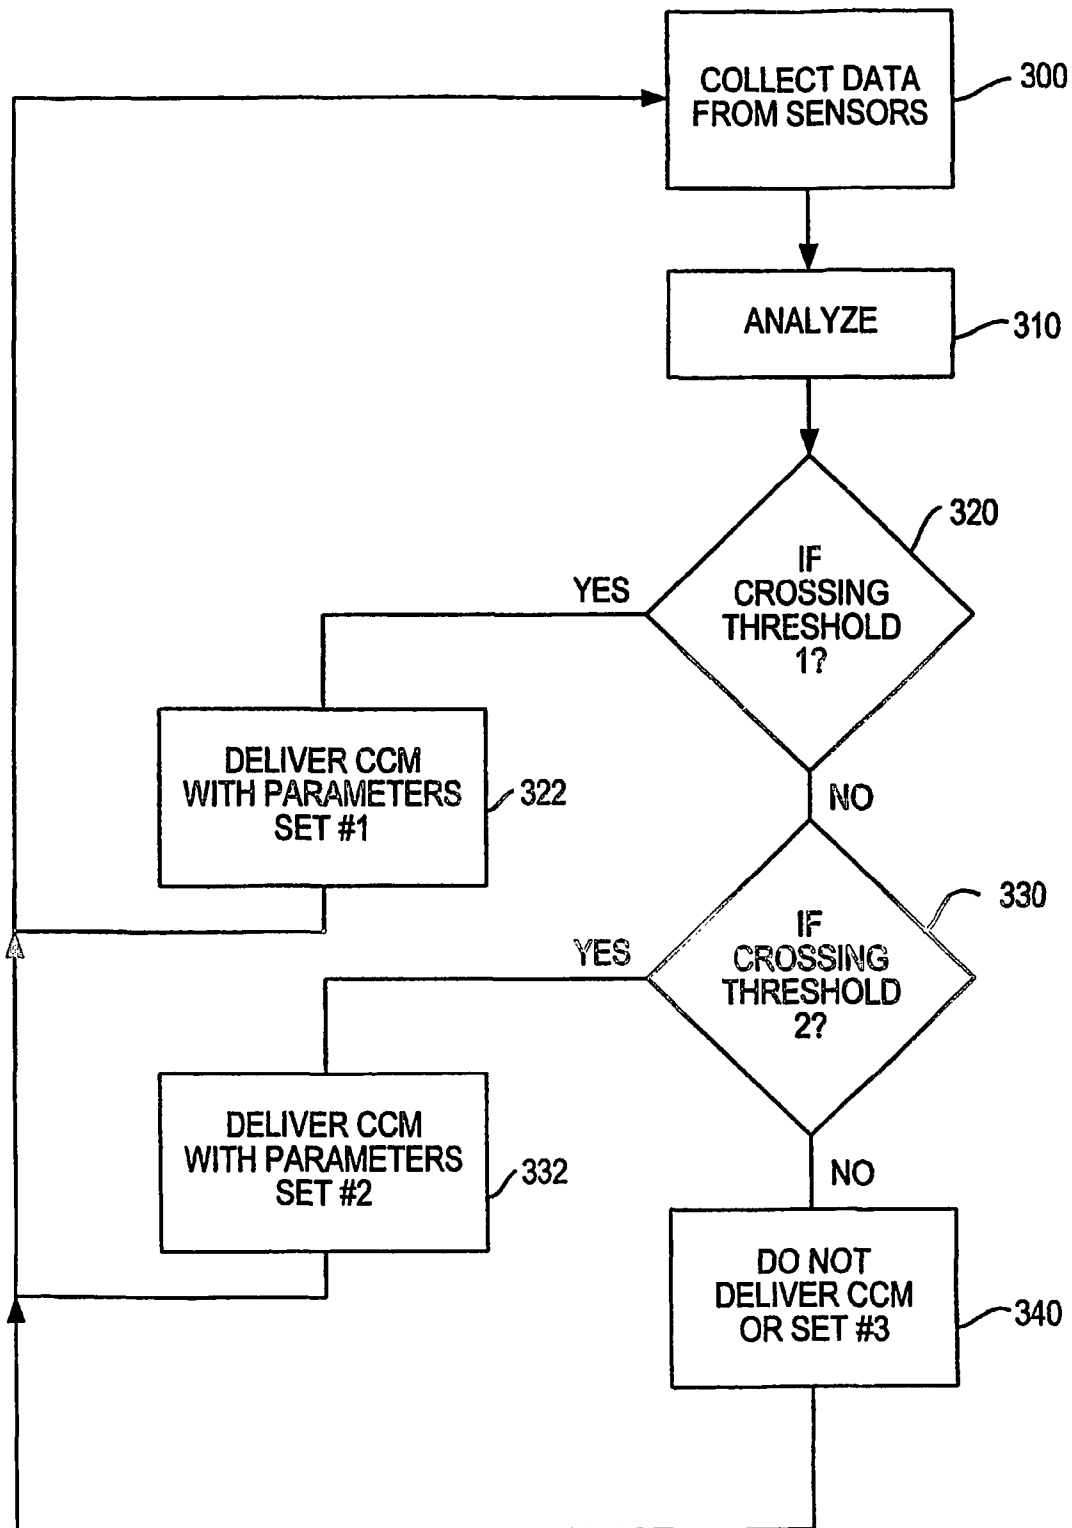 COLLECT DATA
FROM SENSORS
300
ANALYZE
310
IF
CROSSING
THRESHOLD
1?
320
YES
NO
DELIVER CCM
WITH PARAMETERS
SET #1
322
IF
CROSSING
THRESHOLD
2?
330
YES
NO
DELIVER CCM
WITH PARAMETERS
SET #2
332
DO NOT
DELIVER CCM
OR SET #3
340